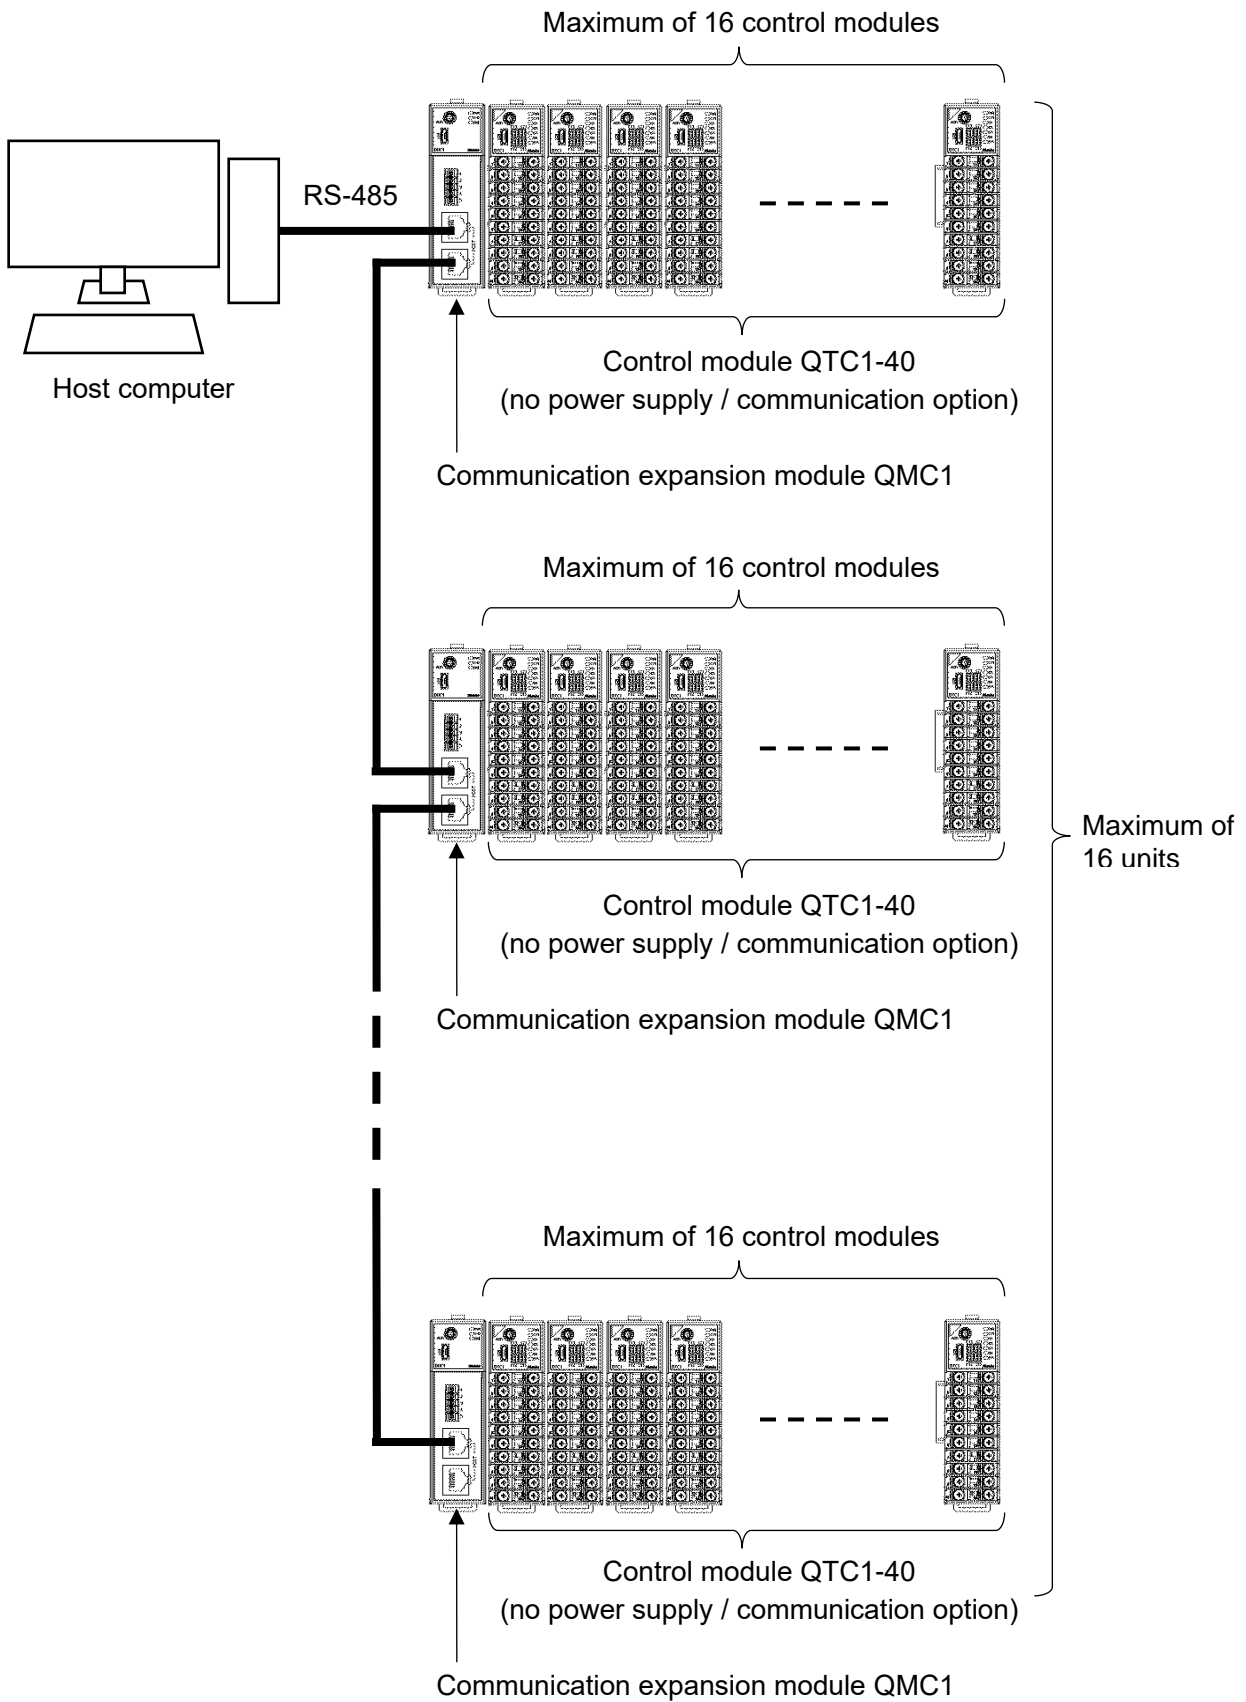 Maximum of 16 control modules
RS-485
Host computer
Control module QTC1-40
(no power supply / communication option)
Communication expansion module QMC1
Maximum of 16 control modules
Maximum of
16 units
Control module QTC1-40
(no power supply / communication option)
Communication expansion module QMC1
Maximum of 16 control modules
Control module QTC1-40
(no power supply / communication option)
Communication expansion module QMC1